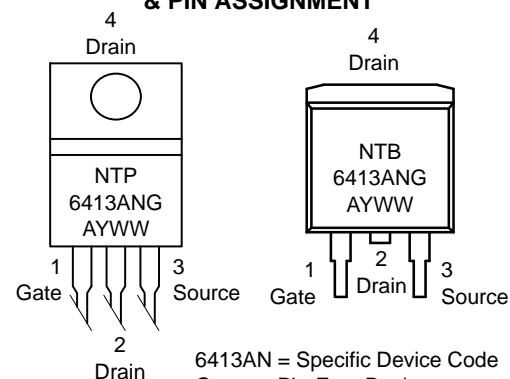 & PIN ASSIGNMENT
4
Drain
NTP
6413ANG
AYWW
1
Gate
3
Source
2
Drain
4
Drain
NTB
6413ANG
AYWW
1
Gate
2
Drain
3
Source
6413AN = Specific Device Code